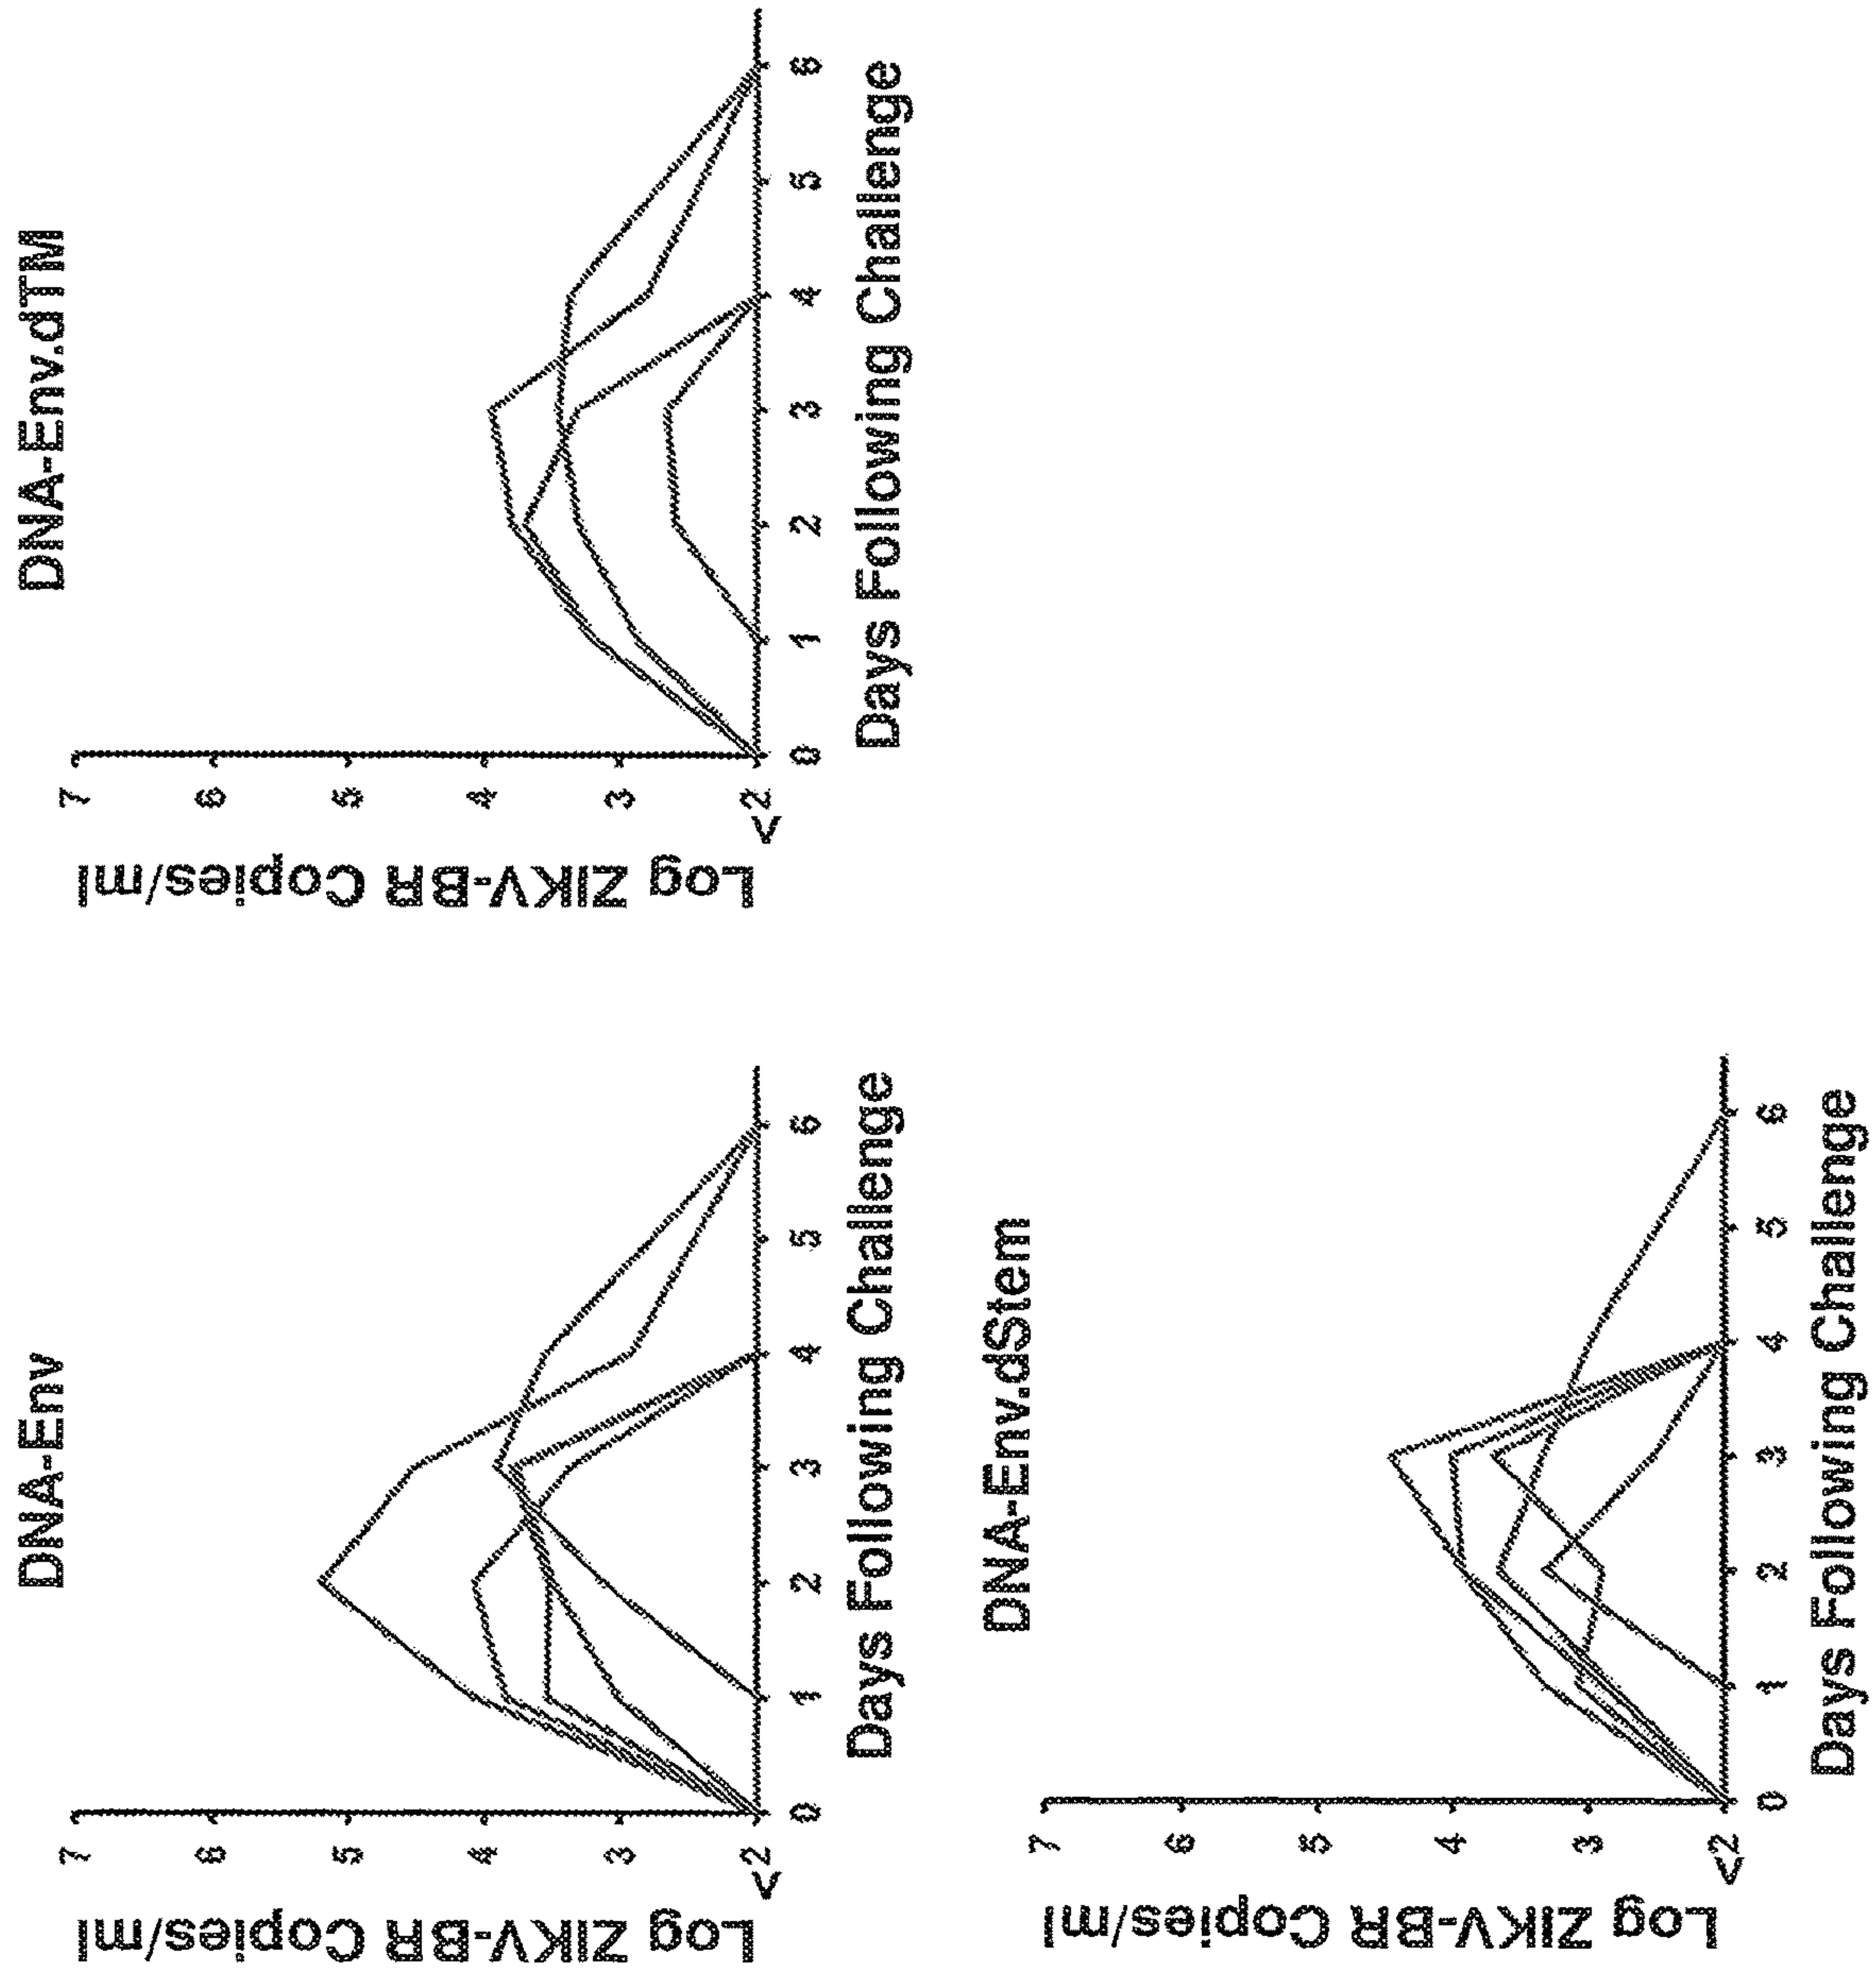 DNA-Env
Log ZIKV-BR Copies/ml
7
6
5
4
3
<2
0 1 2 3 4 5 6
Days Following Challenge
DNA-Env.dTM
Log ZIKV-BR Copies/ml
7
6
5
4
3
<2
0 1 2 3 4 5 6
Days Following Challenge
DNA-Env.dStem
Log ZIKV-BR Copies/ml
7
6
5
4
3
<2
0 1 2 3 4 5 6
Days Following Challenge